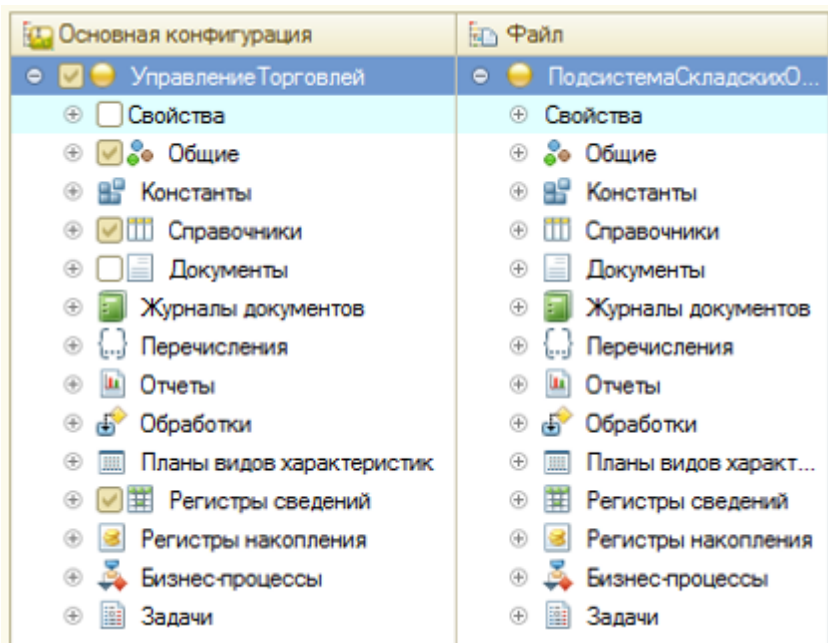 Основная конфигурация Файл
УправлениеТорговлей ПодсистемаСкладскихО...
Свойства Свойства
Общие Общие
Константы Константы
Справочники Справочники
Документы Документы
Журналы документов Журналы документов
Перечисления Перечисления
Отчеты Отчеты
Обработки Обработки
Планы видов характеристик Планы видов характ...
Регистры сведений Регистры сведений
Регистры накопления Регистры накопления
Бизнес-процессы Бизнес-процессы
Задачи Задачи